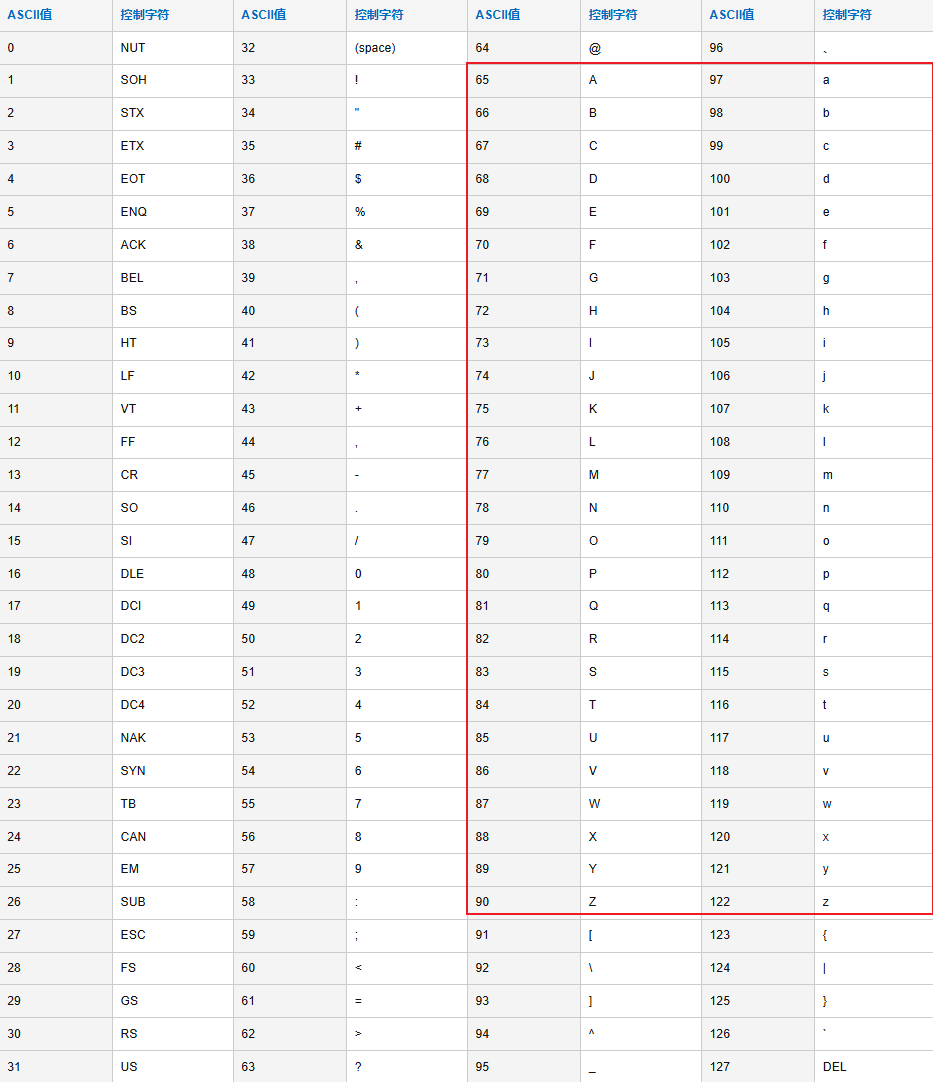 ASCII值 控制字符 ASCII值 控制字符 ASCII值 控制字符 ASCII值 控制字符
0 NUT 32 (space) 64 @ 96 、
1 SOH 33 ! 65 A 97 a
2 STX 34 " 66 B 98 b
3 ETX 35 # 67 C 99 c
4 EOT 36 $ 68 D 100 d
5 ENQ 37 % 69 E 101 e
6 ACK 38 & 70 F 102 f
7 BEL 39 , 71 G 103 g
8 BS 40 ( 72 H 104 h
9 HT 41 ) 73 I 105 i
10 LF 42 * 74 J 106 j
11 VT 43 + 75 K 107 k
12 FF 44 , 76 L 108 l
13 CR 45 - 77 M 109 m
14 SO 46 . 78 N 110 n
15 SI 47 / 79 O 111 o
16 DLE 48 0 80 P 112 p
17 DCI 49 1 81 Q 113 q
18 DC2 50 2 82 R 114 r
19 DC3 51 3 83 S 115 s
20 DC4 52 4 84 T 116 t
21 NAK 53 5 85 U 117 u
22 SYN 54 6 86 V 118 v
23 TB 55 7 87 W 119 w
24 CAN 56 8 88 X 120 x
25 EM 57 9 89 Y 121 y
26 SUB 58 : 90 Z 122 z
27 ESC 59 ; 91 [ 123 {
28 FS 60 < 92 \ 124 |
29 GS 61 = 93 ] 125 }
30 RS 62 > 94 ^ 126 `
31 US 63 ? 95 _ 127 DEL